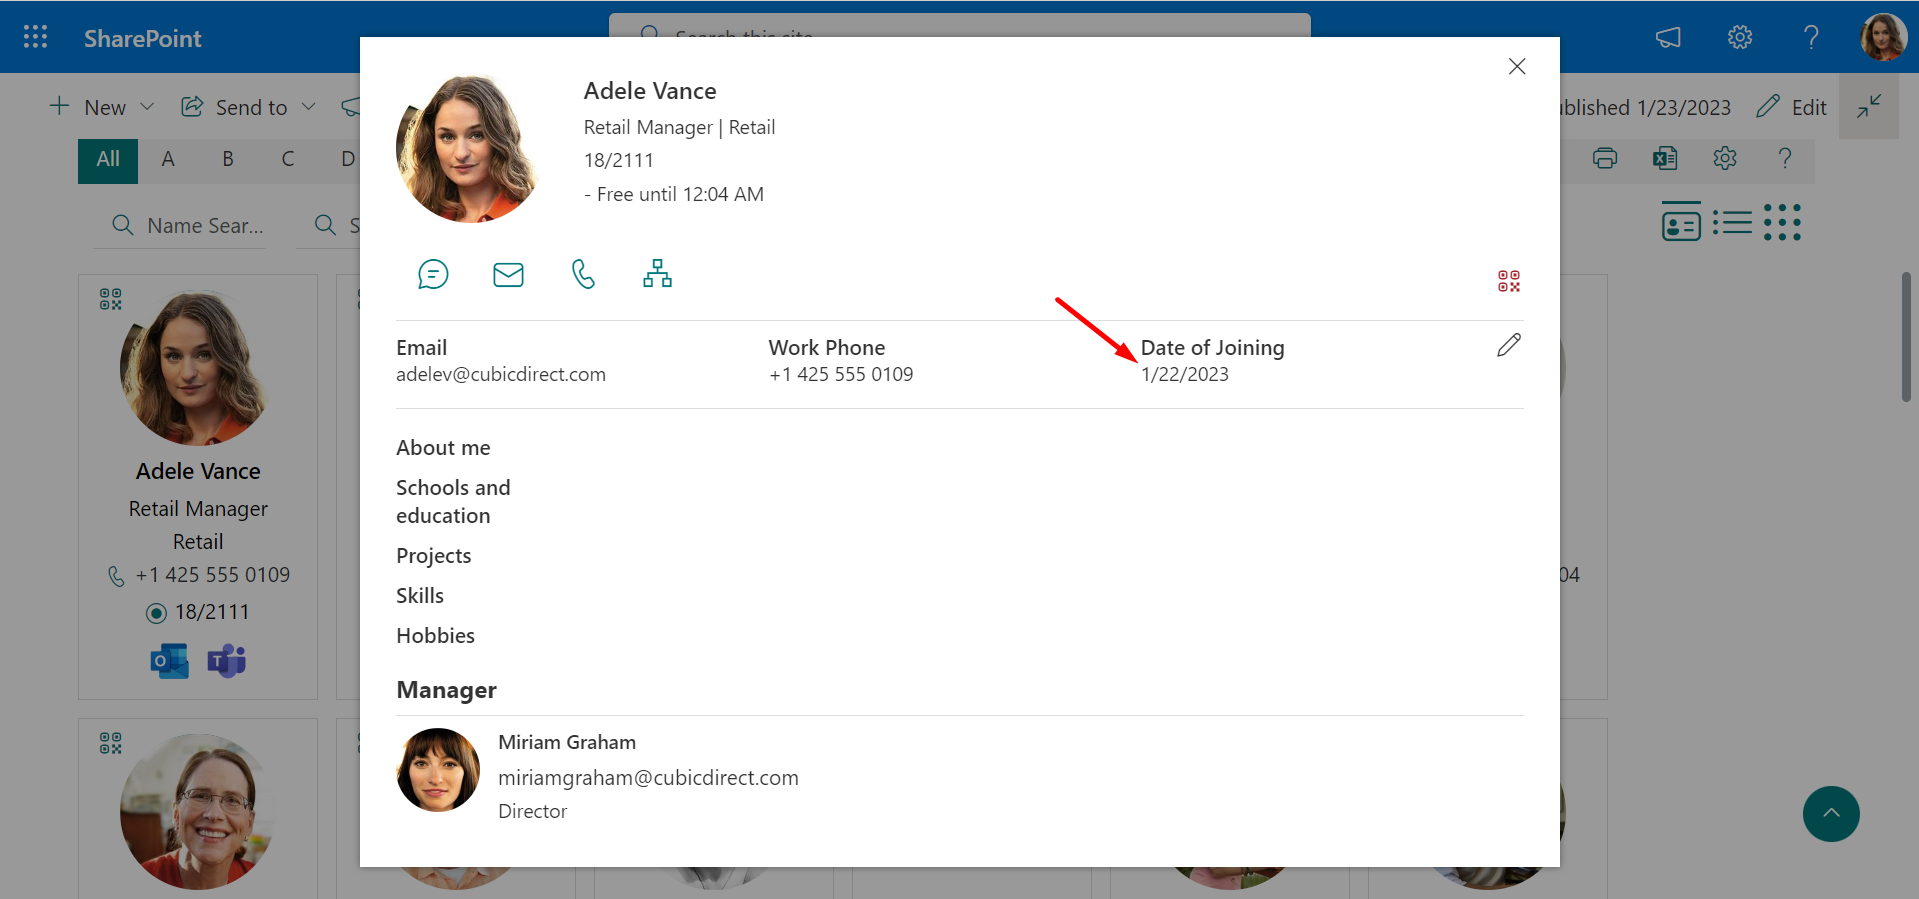 SharePoint
Search this site
New
Send to
ublished 1/23/2023
Edit
All A B C D
Name Sear...
S
Adele Vance
Retail Manager | Retail
18/2111
- Free until 12:04 AM
Email
adelev@cubicdirect.com
Work Phone
+1 425 555 0109
Date of Joining
1/22/2023
About me
Schools and
education
Projects
Skills
Hobbies
Manager
Miriam Graham
miriamgraham@cubicdirect.com
Director
Adele Vance
Retail Manager
Retail
+1 425 555 0109
18/2111
04